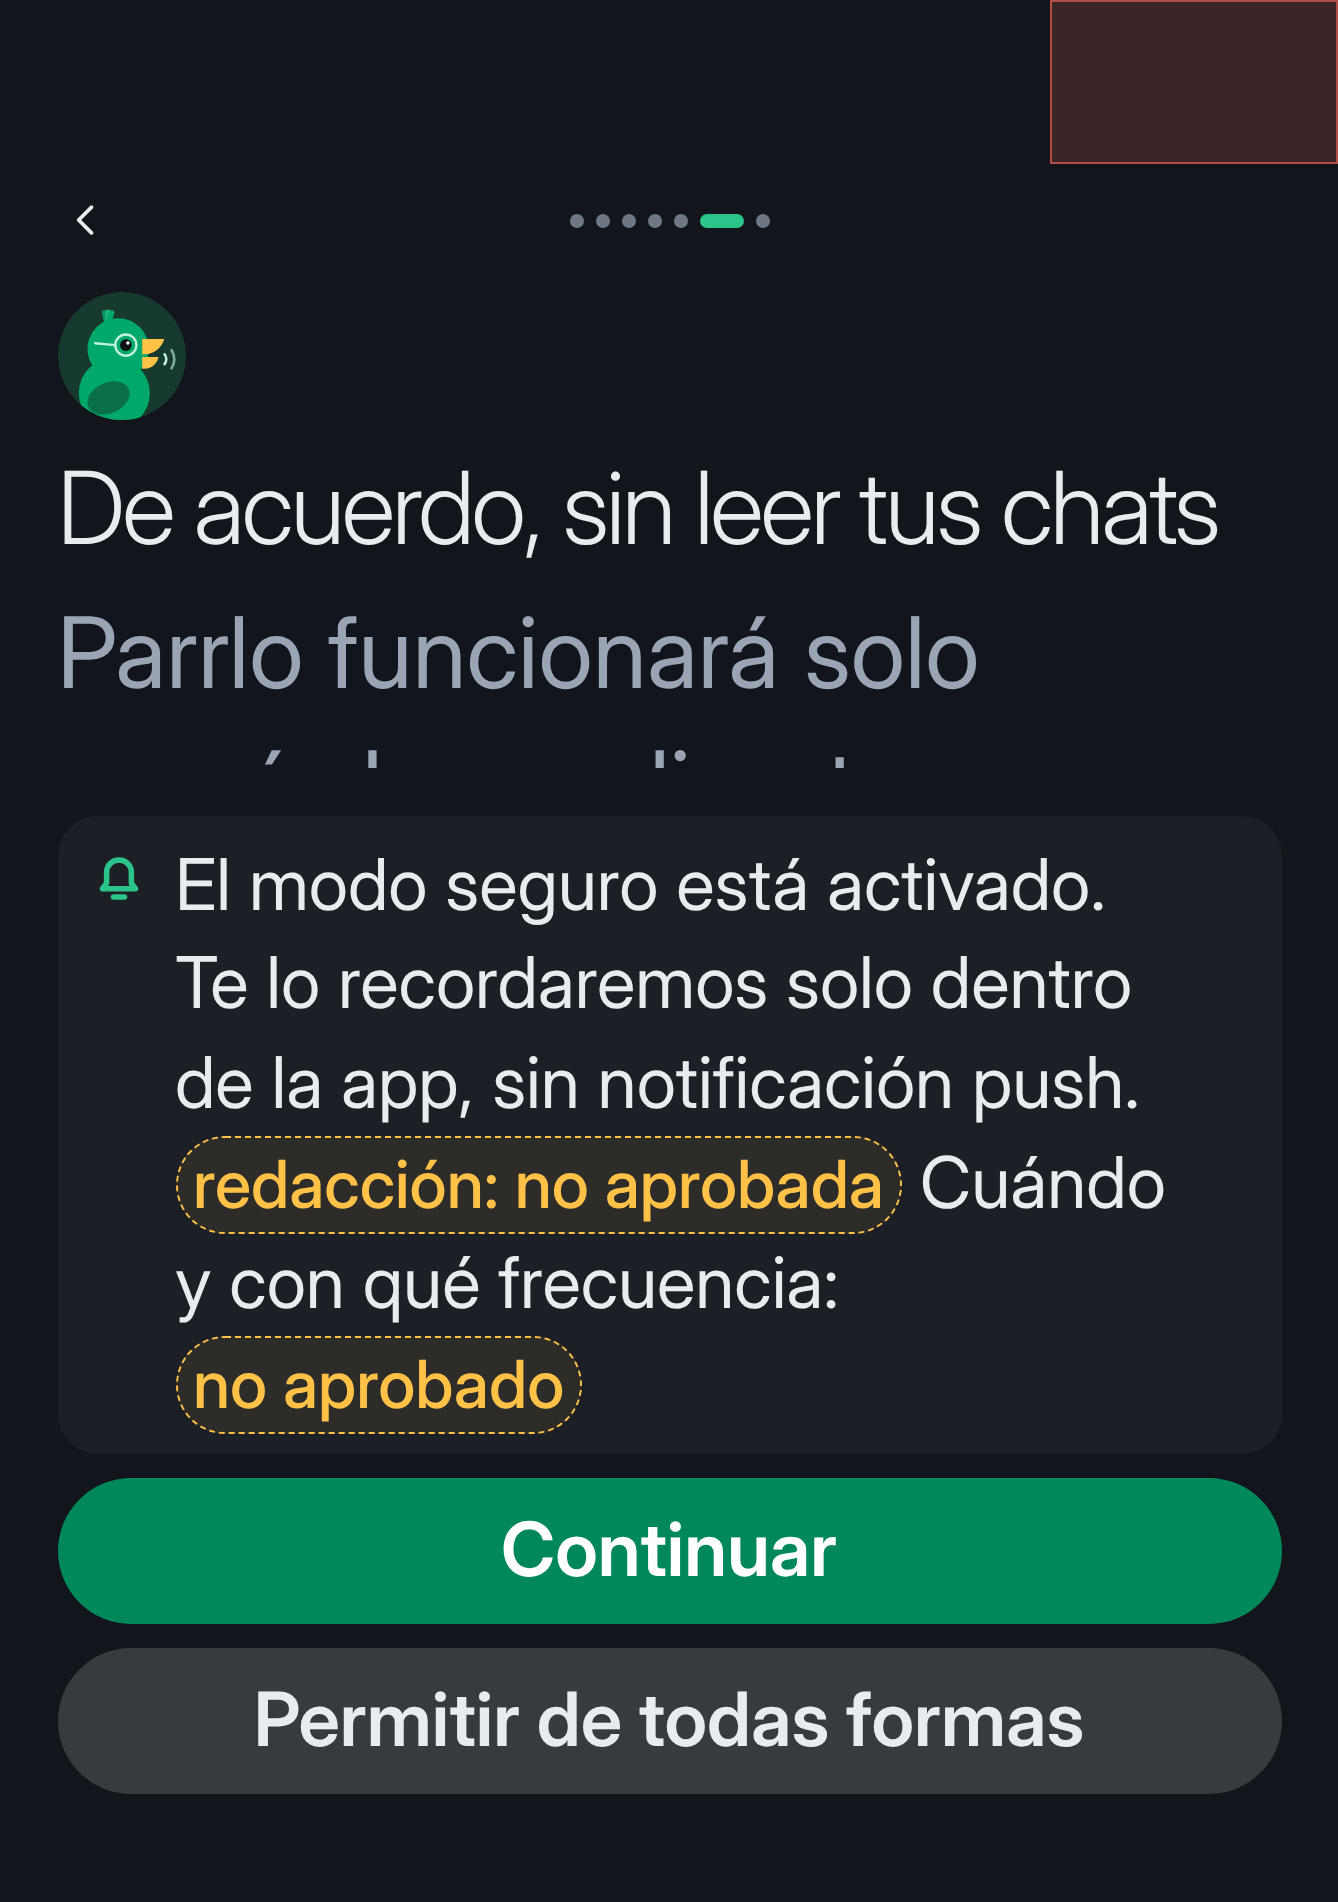 De acuerdo, sin leer tus chats
Parrlo funcionará solo
El modo seguro está activado.
Te lo recordaremos solo dentro
de la app, sin notificación push.
redacción: no aprobada Cuándo
y con qué frecuencia:
no aprobado
Continuar
Permitir de todas formas